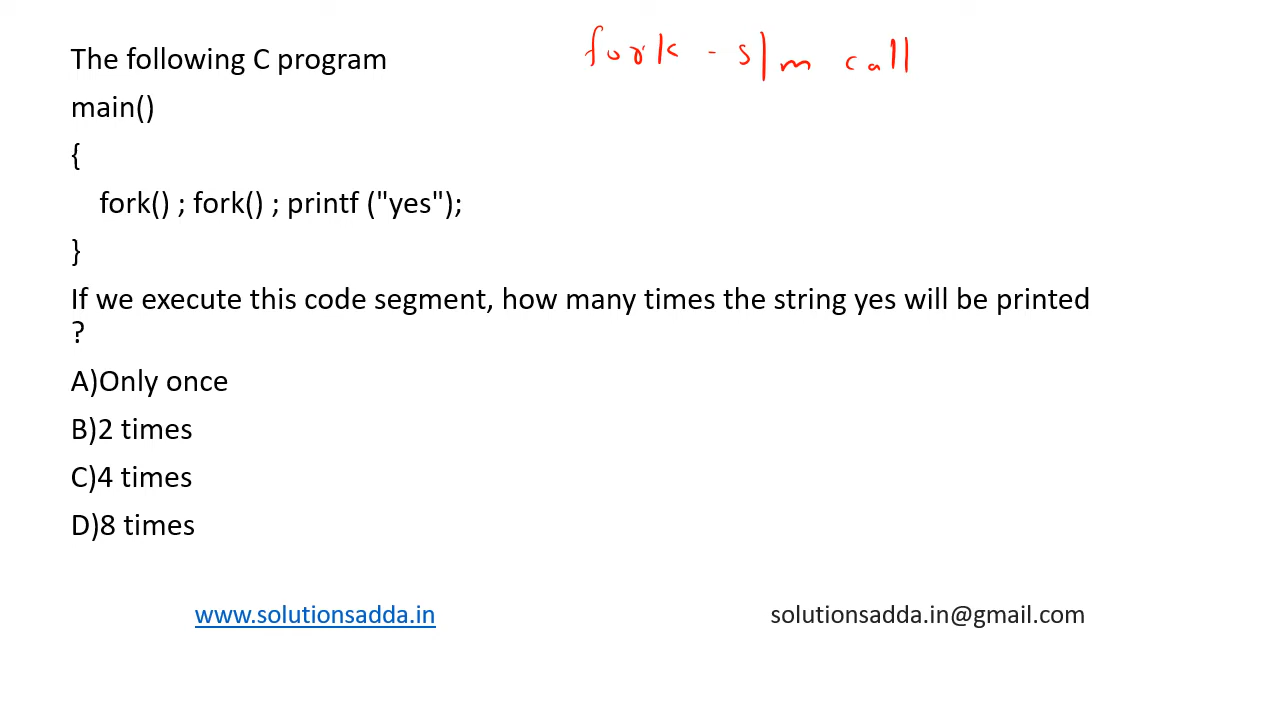 The following C program
fork - s/m call
main()
{
fork() ; fork() ; printf ("yes");
}
If we execute this code segment, how many times the string yes will be printed
?
A)Only once
B)2 times
C)4 times
D)8 times
www.solutionsadda.in
solutionsadda.in@gmail.com